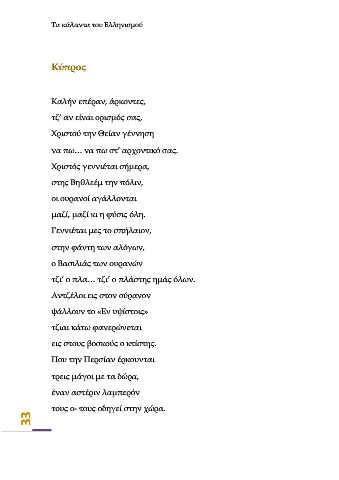 Τα κάλαντα του Ελληνισμού
Κύπρος
Καλήν επέραν, άρκοντες,
τζ’ αν είναι ορισμός σας,
Χριστού την Θείαν γέννηση
να πω… να πω στ’ αρχοντικό σας.
Χριστός γεννιέται σήμερα,
στης Βηθλεέμ την πόλιν,
οι ουρανοί αγάλλονται
μαζί, μαζί κι η φύσις όλη.
Γεννιέται μες το σπήλαιον,
στην φάντη των αλόγων,
ο Βασιλιάς των ουρανών
τζι’ ο πλα… τζι’ ο πλάστης ημάς όλων.
Αντζέλοι εις στον ούρανον
ψάλλουν το «Εν υψίστοις»
τζιαι κάτω φανερώνεται
εις στους βοσκούς ο κτίστης.
Που την Περσίαν έρκουνται
τρεις μάγοι με τα δώρα,
έναν αστέριν λαμπερόν
τους ο- τους οδηγεί στην χώρα.
33